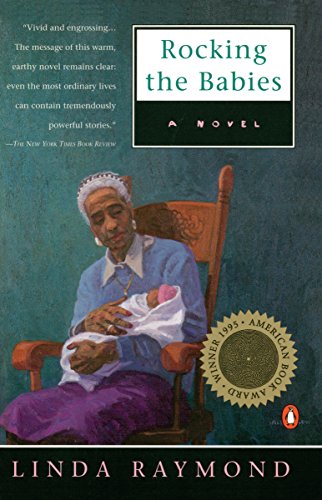 "Vivid and engrossing...
The message of this warm,
earthy novel remains clear:
even the most ordinary lives
can contain tremendously
powerful stories."
—THE NEW YORK TIMES BOOK REVIEW
Rocking
the Babies
A NOVEL
WINNER 1995 • AMERICAN BOOK AWARD •
LINDA RAYMOND